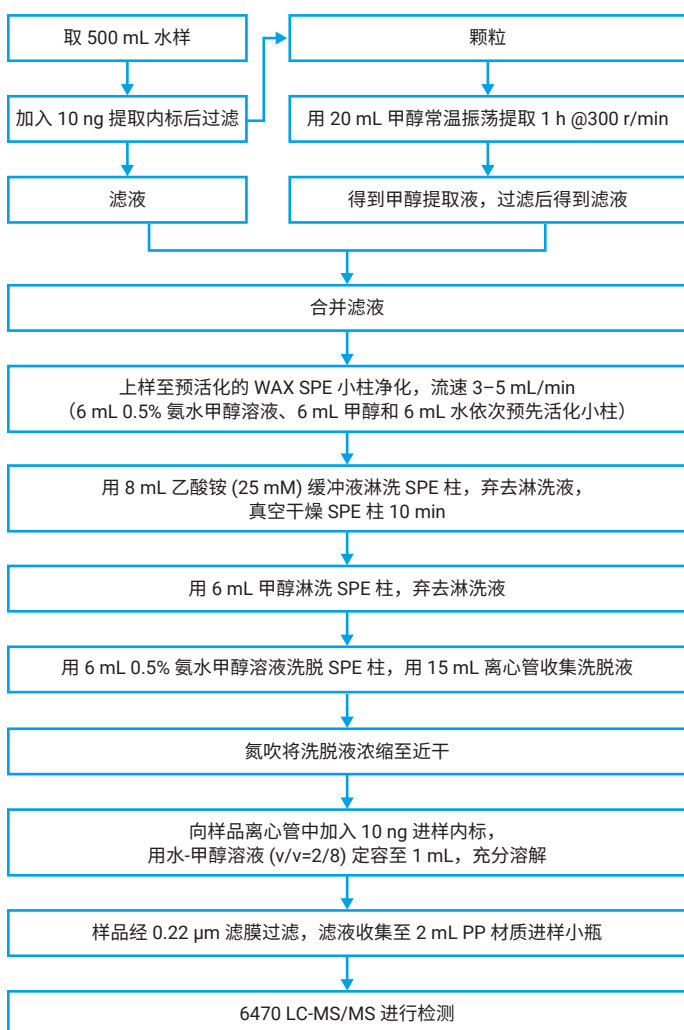 取 500 mL 水样
颗粒
加入 10 ng 提取内标后过滤
用 20 mL 甲醇常温振荡提取 1 h @300 r/min
滤液
得到甲醇提取液，过滤后得到滤液
合并滤液
上样至预活化的 WAX SPE 小柱净化，流速 3–5 mL/min
（6 mL 0.5% 氨水甲醇溶液、6 mL 甲醇和 6 mL 水依次预先活化小柱）
用 8 mL 乙酸铵 (25 mM) 缓冲液淋洗 SPE 柱，弃去淋洗液，
真空干燥 SPE 柱 10 min
用 6 mL 甲醇淋洗 SPE 柱，弃去淋洗液
用 6 mL 0.5% 氨水甲醇溶液洗脱 SPE 柱，用 15 mL 离心管收集洗脱液
氮吹将洗脱液浓缩至近干
向样品离心管中加入 10 ng 进样内标，
用水-甲醇溶液 (v/v=2/8) 定容至 1 mL，充分溶解
样品经 0.22 µm 滤膜过滤，滤液收集至 2 mL PP 材质进样小瓶
6470 LC-MS/MS 进行检测